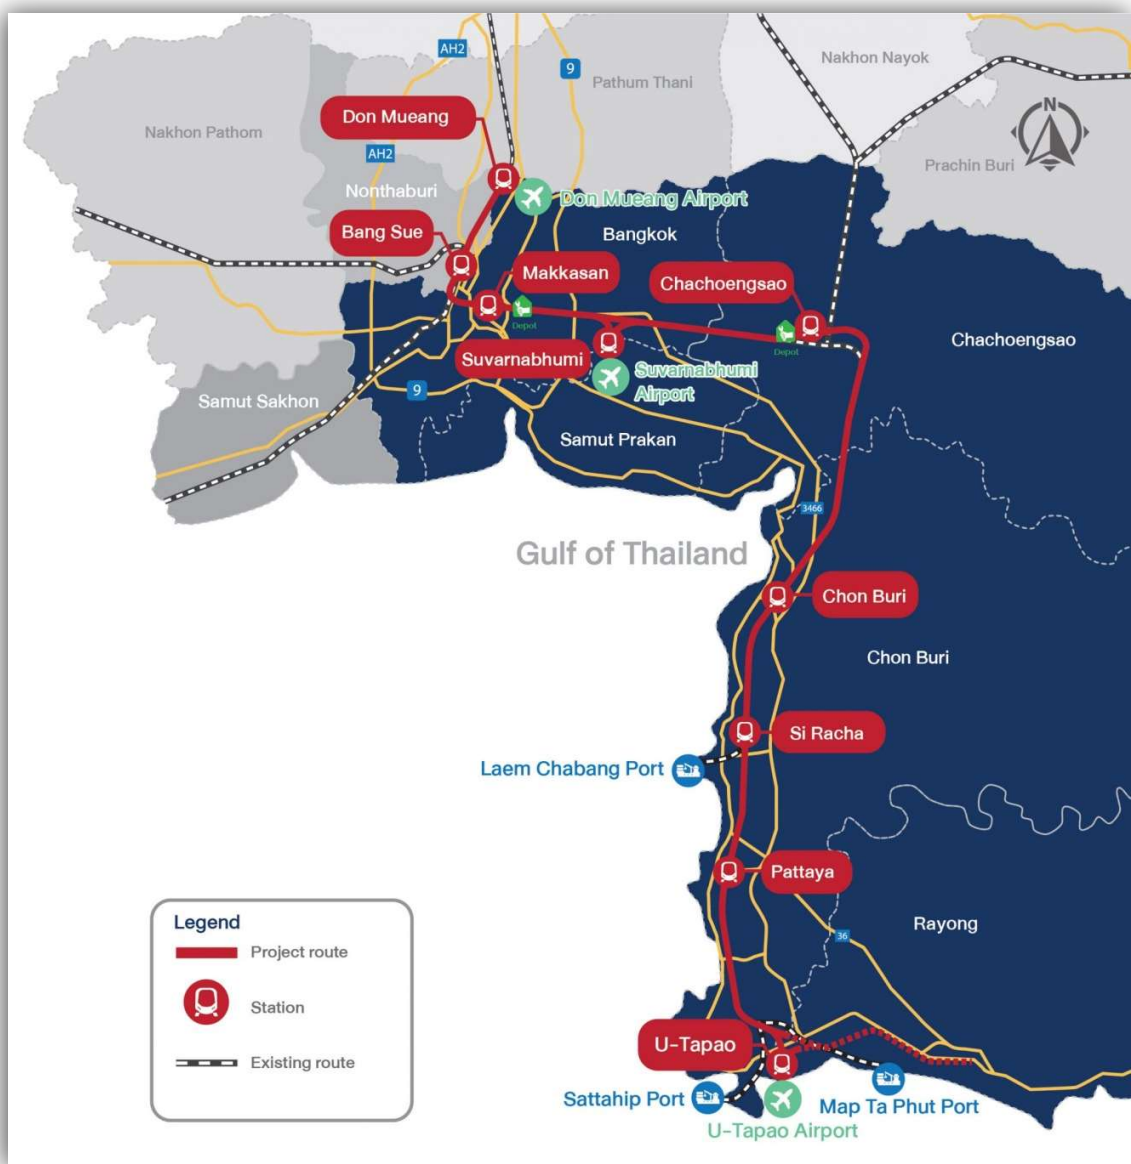 AH2
9
Pathum Thani
Nakhon Nayok
N
Don Mueang
Nakhon Pathom
AH2
Prachin Buri
Nonthaburi
Don Mueang Airport
Bang Sue
Bangkok
Makkasan
Chachoengsao
Depot
Depot
Chachoengsao
Suvarnabhumi
Suvarnabhumi
Airport
9
Samut Sakhon
Samut Prakan
3466
Gulf of Thailand
Chon Buri
Chon Buri
Si Racha
Laem Chabang Port
Pattaya
Rayong
36
Legend
Project route
Station
Existing route
U-Tapao
Sattahip Port
Map Ta Phut Port
U-Tapao Airport